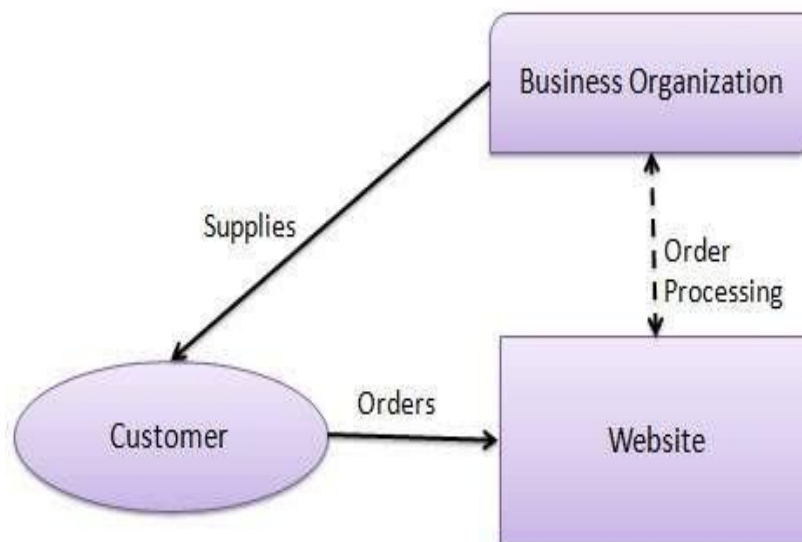 Business Organization
Supplies
Order
Processing
Orders
Customer
Website